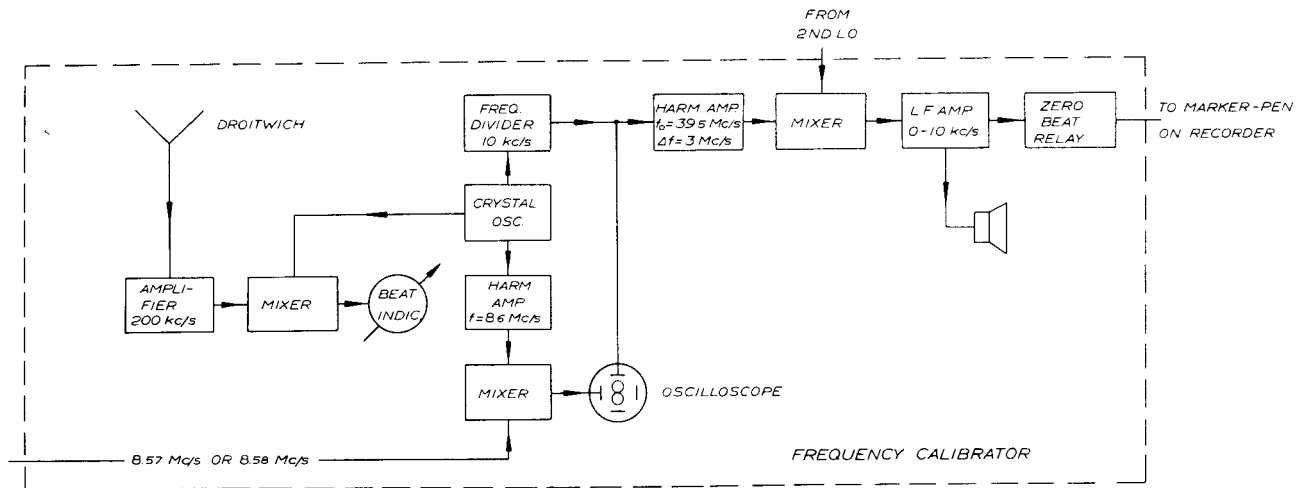 FROM
2ND LO
DROITWICH
FREQ.
DIVIDER
10 kc/s
HARM. AMP.
fo=39.5 Mc/s
Δf=3 Mc/s
MIXER
LF AMP
0-10 kc/s
ZERO
BEAT
RELAY
TO MARKER-PEN
ON RECORDER
CRYSTAL
OSC.
AMPLI-
FIER
200 kc/s
MIXER
BEAT
INDIC.
HARM
AMP
f=8.6 Mc/s
MIXER
OSCILLOSCOPE
8.57 Mc/s OR 8.58 Mc/s
FREQUENCY CALIBRATOR